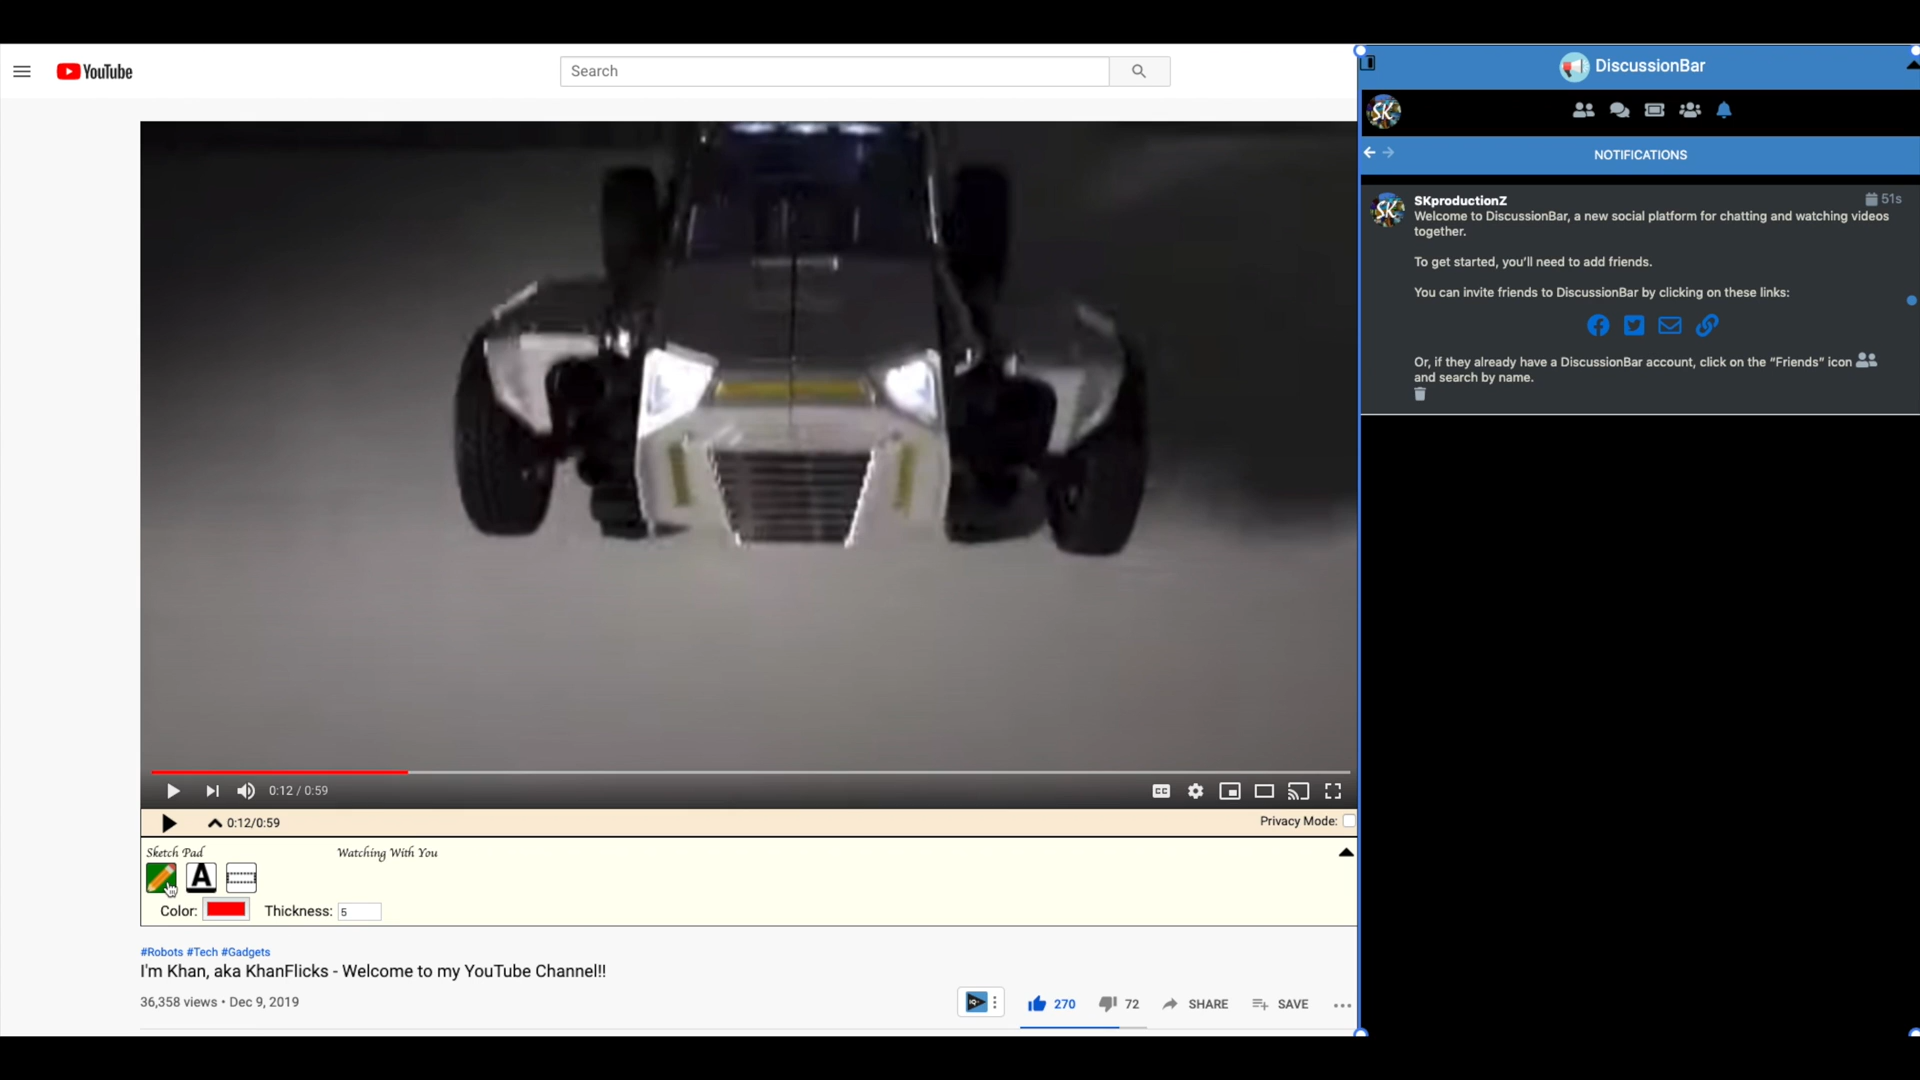 YouTube
Search
DiscussionBar
SK
NOTIFICATIONS
SK
SKproductionZ
51s
Welcome to DiscussionBar, a new social platform for chatting and watching videos
together.
To get started, you'll need to add friends.
You can invite friends to DiscussionBar by clicking on these links:
Or, if they already have a DiscussionBar account, click on the "Friends" icon
and search by name.
0:12 / 0:59
CC
0:12/0:59
Privacy Mode:
Sketch Pad
Watching With You
A
Color:
Thickness: 5
#Robots #Tech #Gadgets
I'm Khan, aka KhanFlicks - Welcome to my YouTube Channel!!
36,358 views • Dec 9, 2019
270
72
SHARE
SAVE